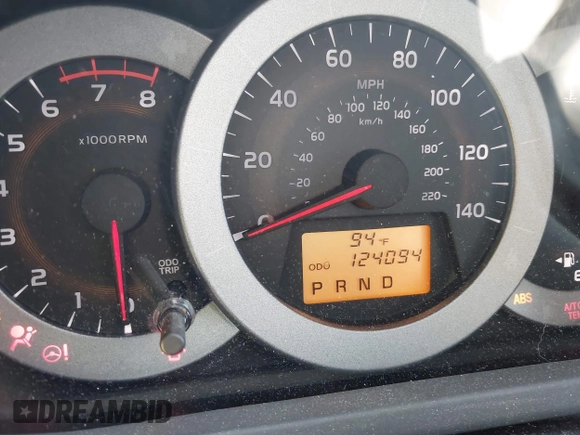 60 80
MPH
40 100
80 100 120 140
60 km/h 160
20 40 180 120
20 200
220
0 140
94°F
ODO 124094
P R N D
5 6 7 8
x1000RPM
4
3
2 1 0
ODO
TRIP
ABS
A/T
DREAMBID